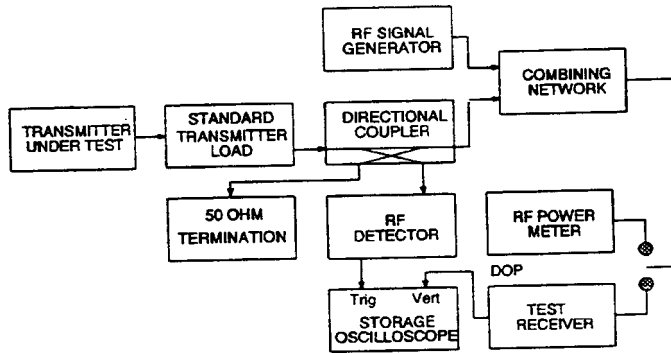 RF SIGNAL
GENERATOR
COMBINING
NETWORK
TRANSMITTER
UNDER TEST
STANDARD
TRANSMITTER
LOAD
DIRECTIONAL
COUPLER
50 OHM
TERMINATION
RF
DETECTOR
RF POWER
METER
DOP
Trig Vert
STORAGE
OSCILLOSCOPE
TEST
RECEIVER